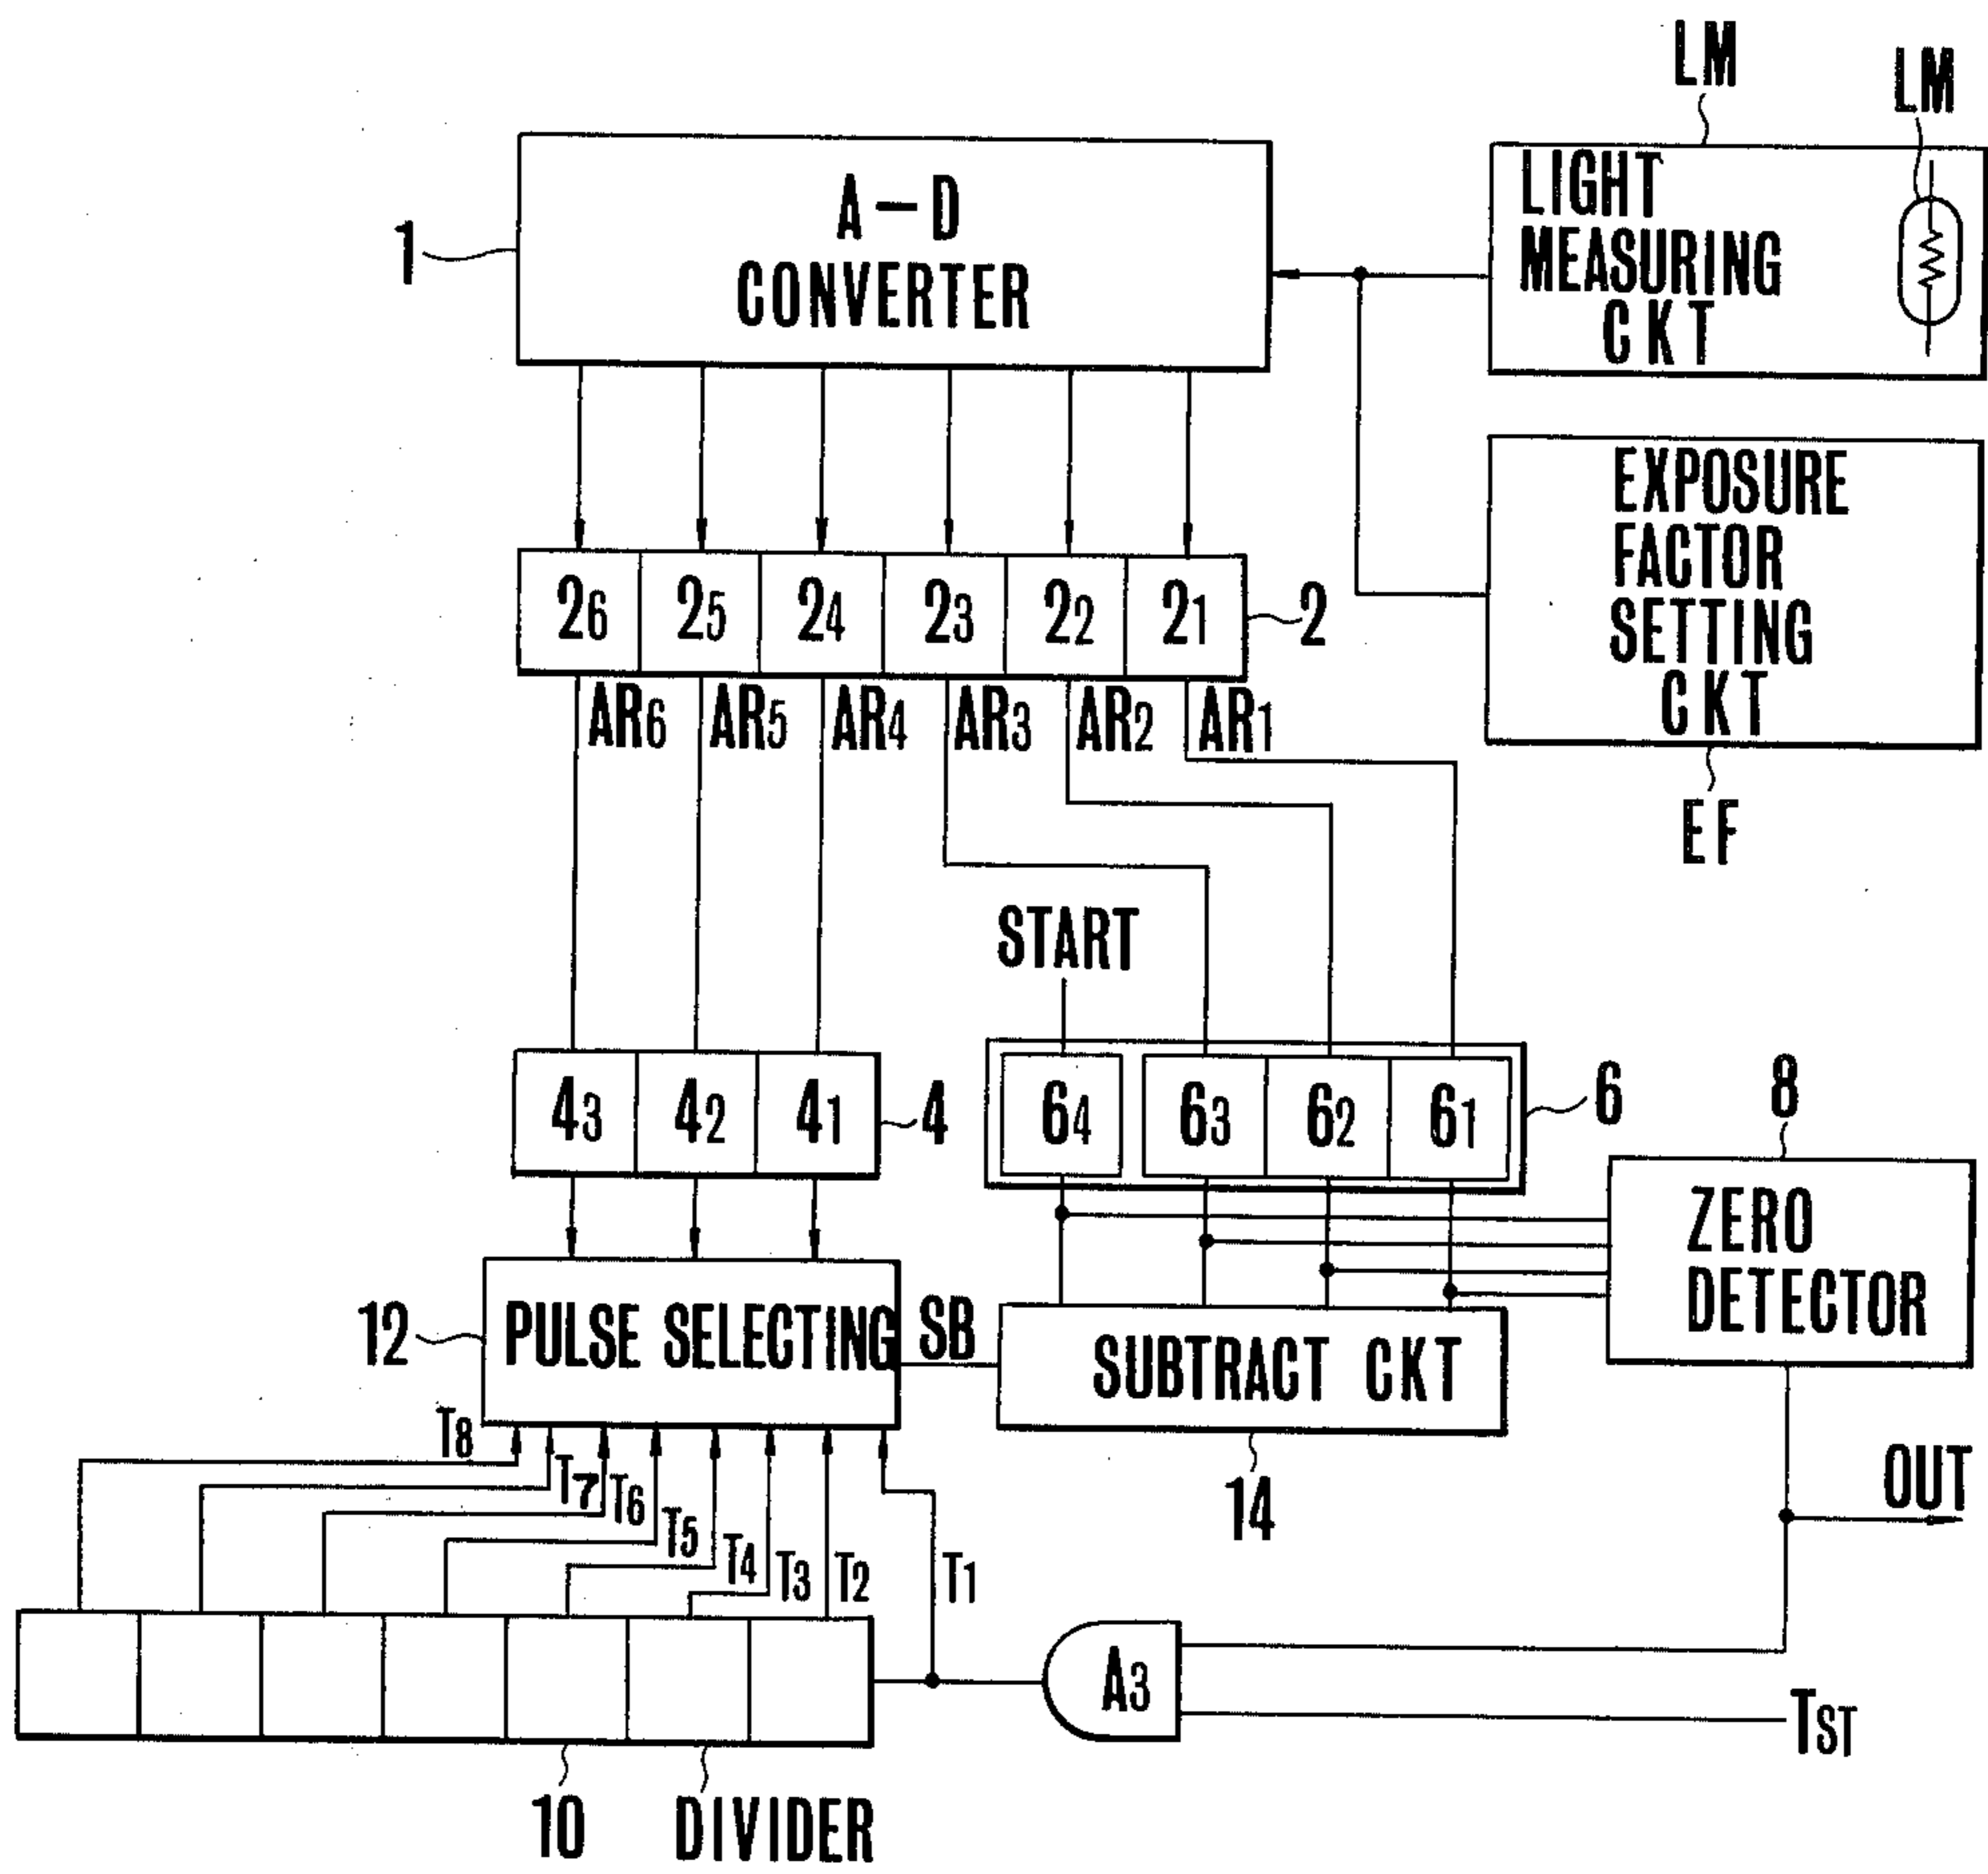 LM
LM
A-D
CONVERTER
1
LIGHT
MEASURING
CKT
EXPOSURE
FACTOR
SETTING
CKT
EF
26 25 24 23 22 21
2
AR6 AR5 AR4 AR3 AR2 AR1
START
43 42 41
4
64 63 62 61
6
8
ZERO
DETECTOR
12
PULSE SELECTING
SB
SUBTRACT CKT
14
OUT
T8
T7
T6
T5
T4
T3
T2
T1
A3
TST
10
DIVIDER